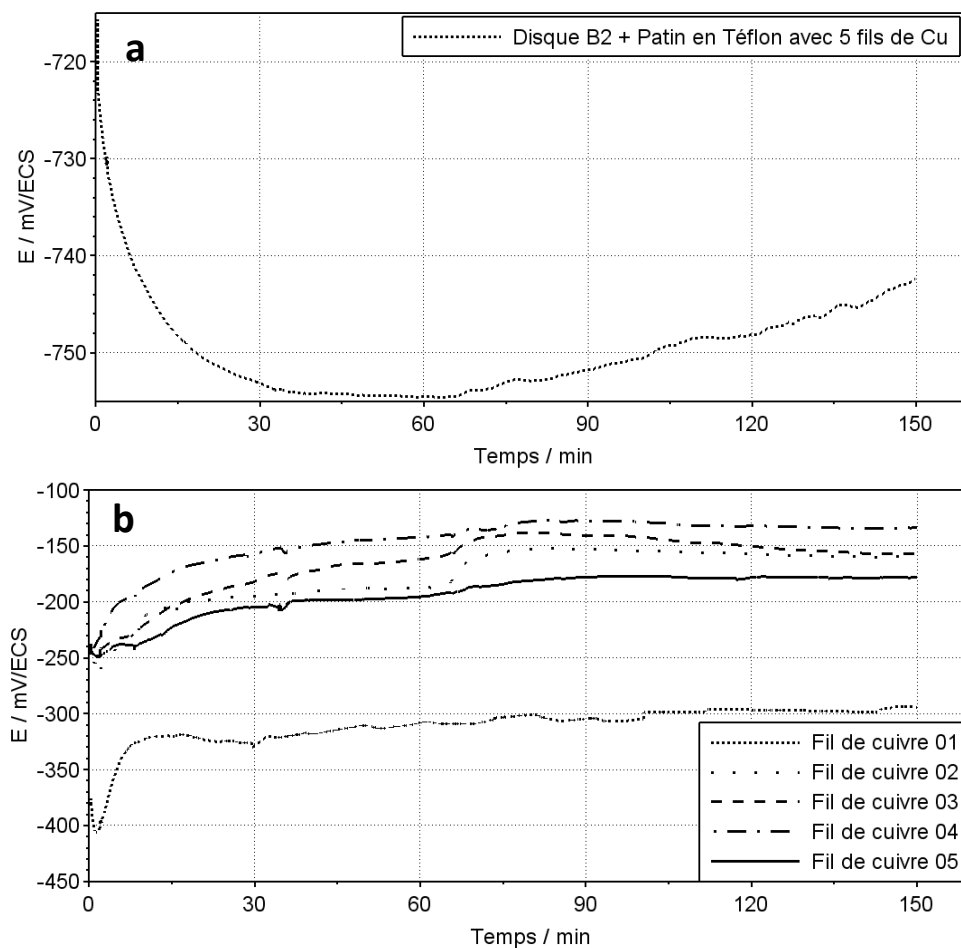 a
Disque B2 + Patin en Téflon avec 5 fils de Cu
E / mV/ECS
-720
-730
-740
-750
0 30 60 90 120 150
Temps / min
b
E / mV/ECS
-100
-150
-200
-250
-300
-350
-400
-450
Fil de cuivre 01
Fil de cuivre 02
Fil de cuivre 03
Fil de cuivre 04
Fil de cuivre 05
0 30 60 90 120 150
Temps / min